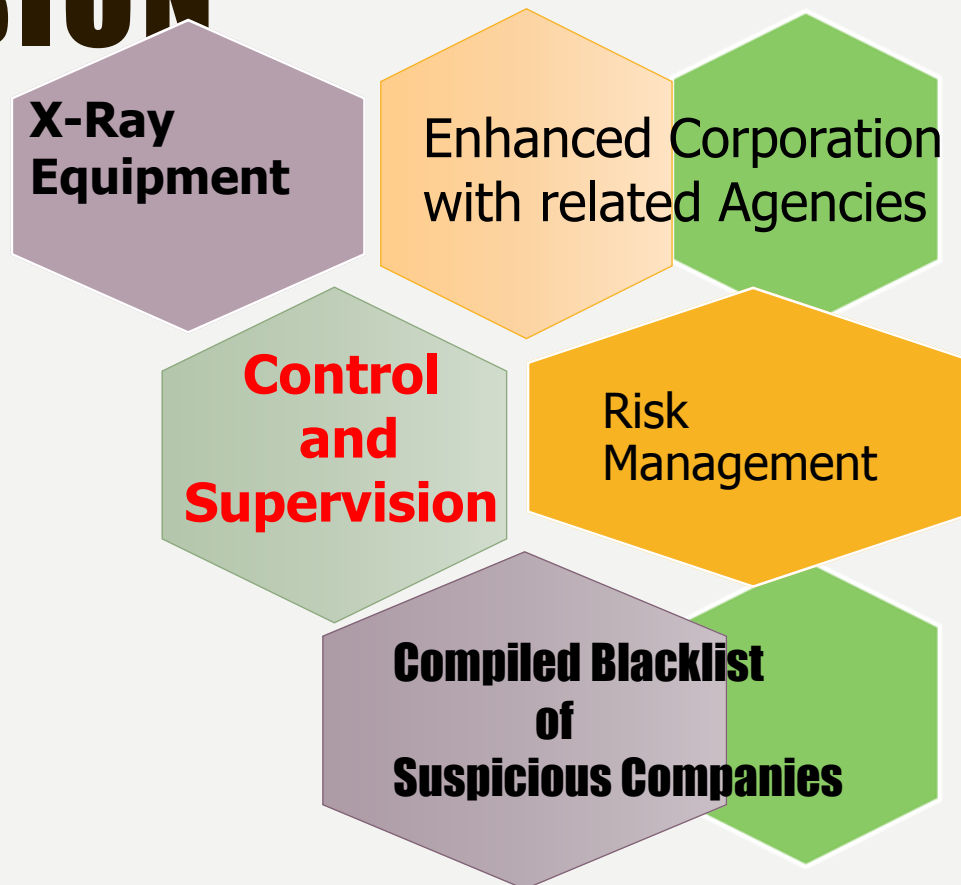 X-Ray
Equipment
Enhanced Corporation
with related Agencies
Control
and
Supervision
Risk
Management
Compiled Blacklist
of
Suspicious Companies